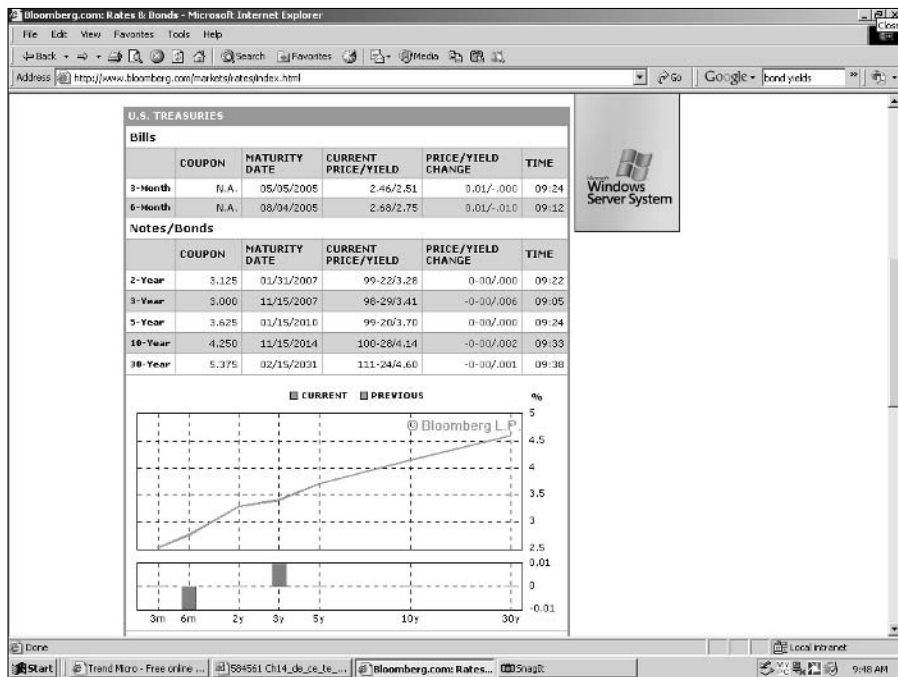 Bloomberg.com: Rates & Bonds - Microsoft Internet Explorer
Close
File Edit View Favorites Tools Help
Back Search Favorites Media
Address http://www.bloomberg.com/markets/rates/index.html Go Google bond yields
U.S. TREASURIES
Bills
COUPON MATURITY DATE CURRENT PRICE/YIELD PRICE/YIELD CHANGE TIME
3-Month N.A. 05/05/2005 2.46/2.51 0.01/-.000 09:24
6-Month N.A. 08/04/2005 2.68/2.75 0.01/-.010 09:12
Notes/Bonds
COUPON MATURITY DATE CURRENT PRICE/YIELD PRICE/YIELD CHANGE TIME
2-Year 3.125 01/31/2007 99-22/3.28 0-00/.000 09:22
3-Year 3.000 11/15/2007 98-29/3.41 -0-00/.006 09:05
5-Year 3.625 01/15/2010 99-20/3.70 0-00/.000 09:24
10-Year 4.250 11/15/2014 100-28/4.14 -0-00/.002 09:33
30-Year 5.375 02/15/2031 111-24/4.60 -0-00/.001 09:38
Microsoft
Windows
Server System
CURRENT PREVIOUS %
© Bloomberg L.P.
5
4.5
4
3.5
3
2.5
0.01
0
-0.01
3m 6m 2y 3y 5y 10y 30y
Done Local intranet
Start Trend Micro - Free online ... 584561 Ch14_de_ce_te_... Bloomberg.com: Rates... SnagIt 9:48 AM